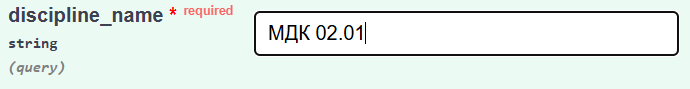 discipline_name * required
МДК 02.01
string
(query)